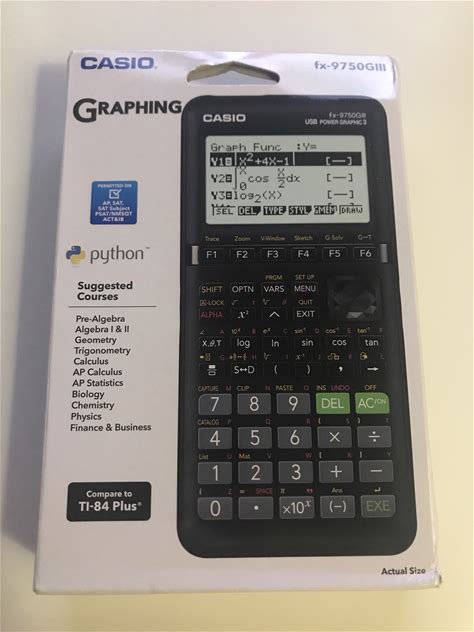 CASIO
fx-9750GIII
GRAPHING
CASIO
fx-9750GIII
USB POWER GRAPHIC 3
Graph Func :Y=
Y1=x²+4x-1 [—]
Y2=∫ cos x/2 dx [—]
Y3=log₂(X) [—]
SEL DEL TYPE STYL GMEM DRAW
PERMITTED ON
AP, SAT,
SAT Subject
PSAT/NMSQT
ACT&IB
python™
Suggested
Courses
Pre-Algebra
Algebra I & II
Geometry
Trigonometry
Calculus
AP Calculus
AP Statistics
Biology
Chemistry
Physics
Finance & Business
Compare to
TI-84 Plus®
Trace Zoom V-Window Sketch G-Solv G↔T
F1 F2 F3 F4 F5 F6
PRGM SET UP
SHIFT OPTN VARS MENU
A-LOCK QUIT
ALPHA x² ^ EXIT
X,θ,T log ln sin cos tan
S↔D ( ) , →
CAPTURE CLIP PASTE INS UNDO OFF
7 8 9 DEL AC/ON
CATALOG
4 5 6 × ÷
List Mat
1 2 3 + −
SPACE π Ans
0 . ×10ˣ (−) EXE
Actual Size